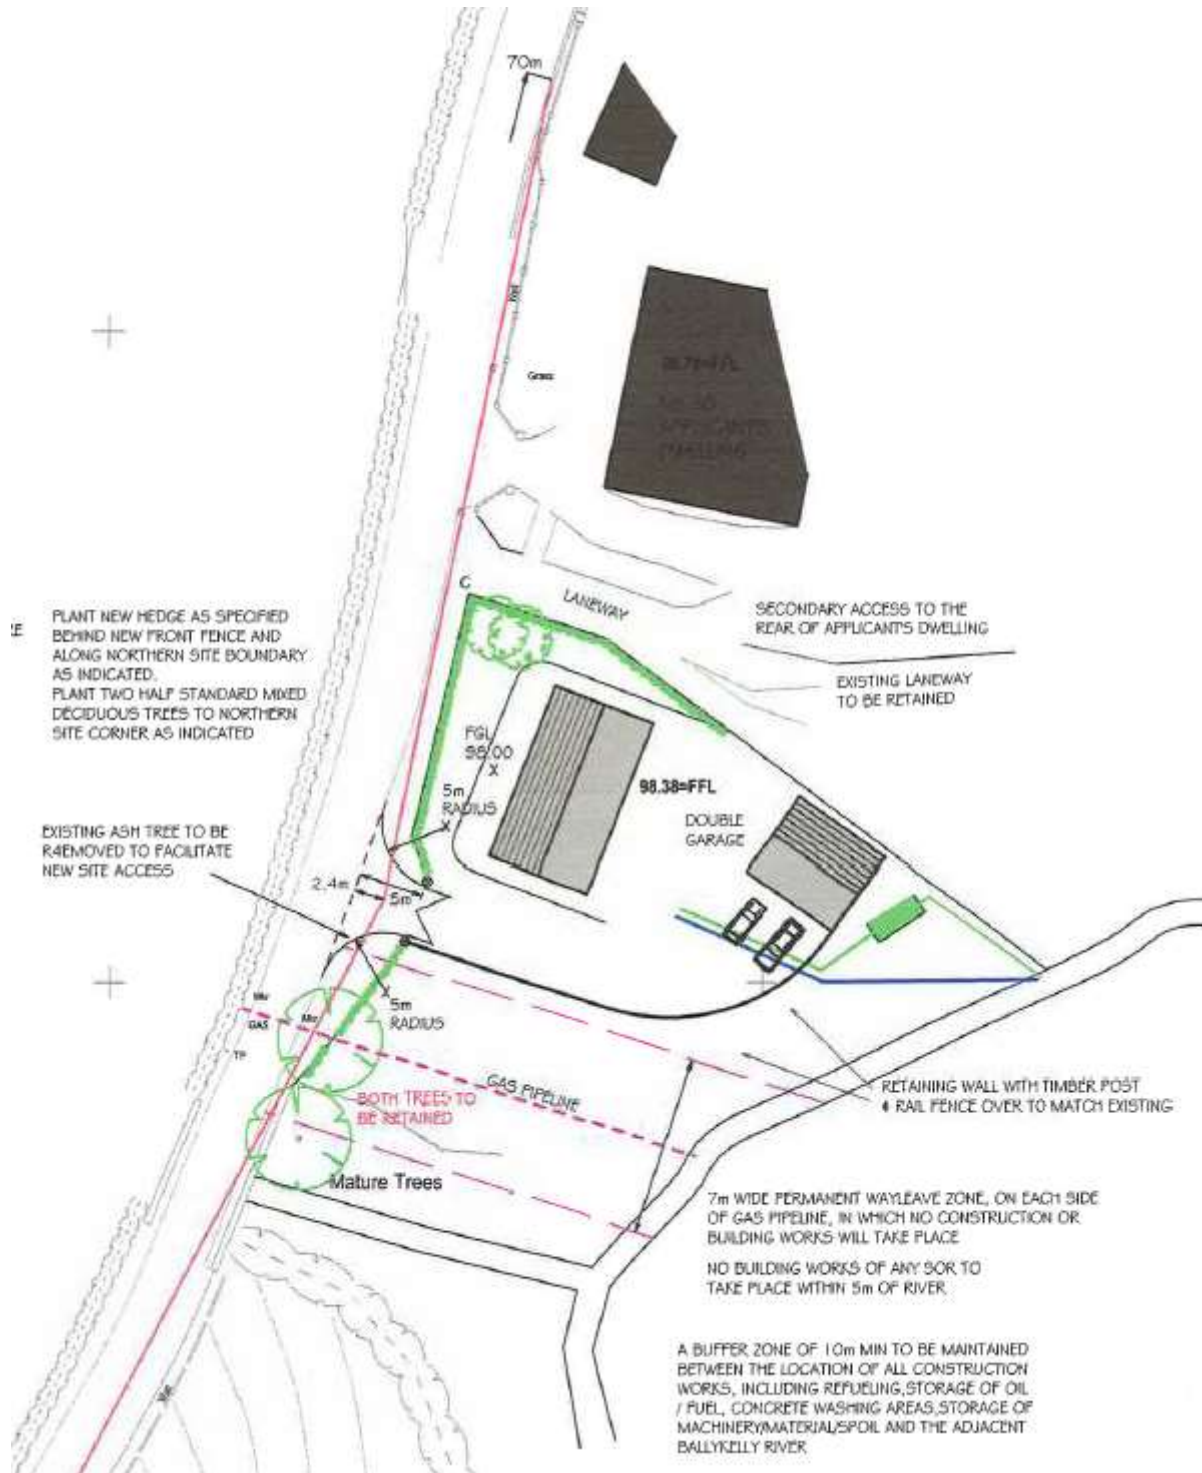 70m
Grass
C
LANEWAY
SECONDARY ACCESS TO THE
REAR OF APPLICANTS DWELLING
EXISTING LANEWAY
TO BE RETAINED
PLANT NEW HEDGE AS SPECIFIED
BEHIND NEW FRONT FENCE AND
ALONG NORTHERN SITE BOUNDARY
AS INDICATED.
PLANT TWO HALF STANDARD MIXED
DECIDUOUS TREES TO NORTHERN
SITE CORNER AS INDICATED
FGL
98.00
X
98.38=FFL
5m
RADIUS
X
DOUBLE
GARAGE
EXISTING ASH TREE TO BE
R4EMOVED TO FACILITATE
NEW SITE ACCESS
2.4m
5m
X
5m
RADIUS
GAS
TP
GAS PIPELINE
BOTH TREES TO
BE RETAINED
Mature Trees
RETAINING WALL WITH TIMBER POST
& RAIL FENCE OVER TO MATCH EXISTING
7m WIDE PERMANENT WAYLEAVE ZONE, ON EACH SIDE
OF GAS PIPELINE, IN WHICH NO CONSTRUCTION OR
BUILDING WORKS WILL TAKE PLACE
NO BUILDING WORKS OF ANY SOR TO
TAKE PLACE WITHIN 5m OF RIVER
A BUFFER ZONE OF 10m MIN TO BE MAINTAINED
BETWEEN THE LOCATION OF ALL CONSTRUCTION
WORKS, INCLUDING REFUELING,STORAGE OF OIL
/ FUEL, CONCRETE WASHING AREAS,STORAGE OF
MACHINERY/MATERIAL/SPOIL AND THE ADJACENT
BALLYKELLY RIVER